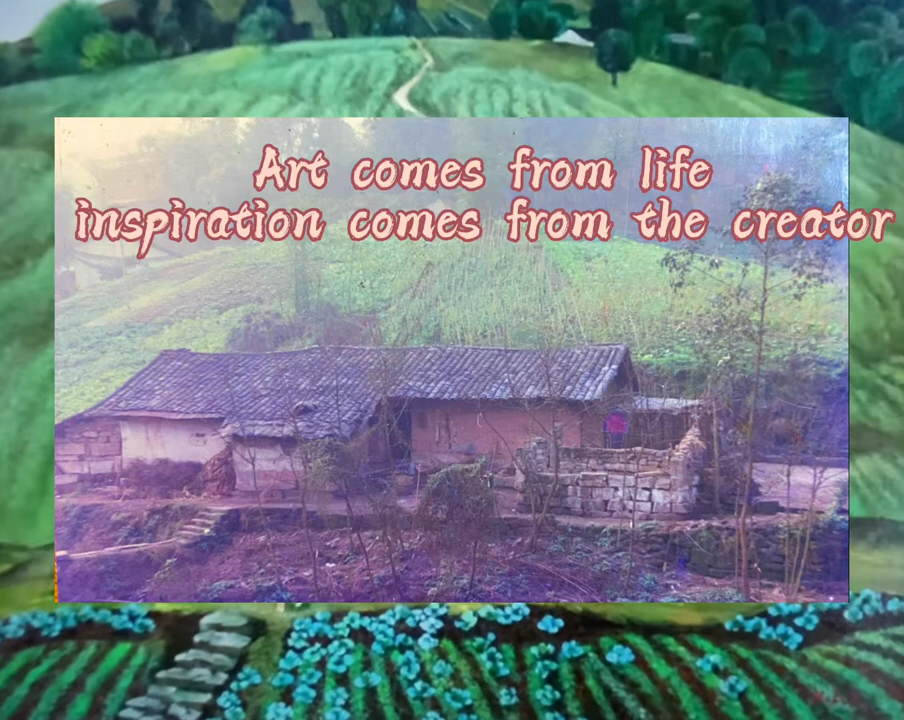 Art comes from life
inspiration comes from the creator